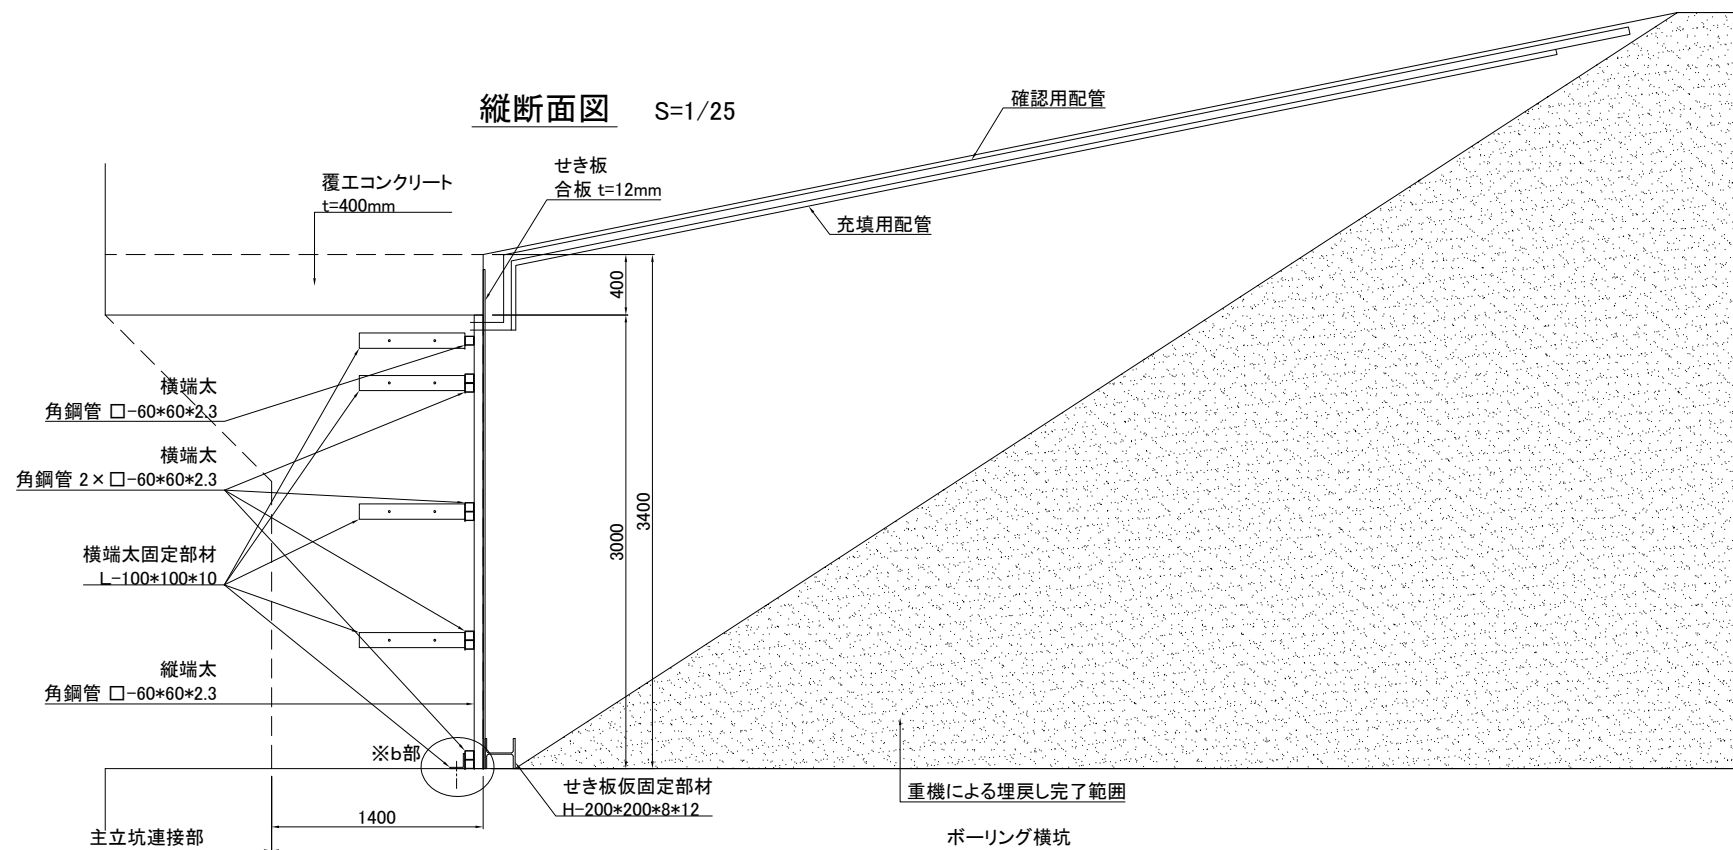 縦断面図 S=1/25
確認用配管
せき板
合板 t=12mm
覆工コンクリート
t=400mm
充填用配管
400
横端太
角鋼管 □-60*60*2.3
横端太
角鋼管 2×□-60*60*2.3
3000
3400
横端太固定部材
L-100*100*10
縦端太
角鋼管 □-60*60*2.3
※b部
せき板仮固定部材
H-200*200*8*12
重機による埋戻し完了範囲
1400
主立坑連接部
ボーリング横坑